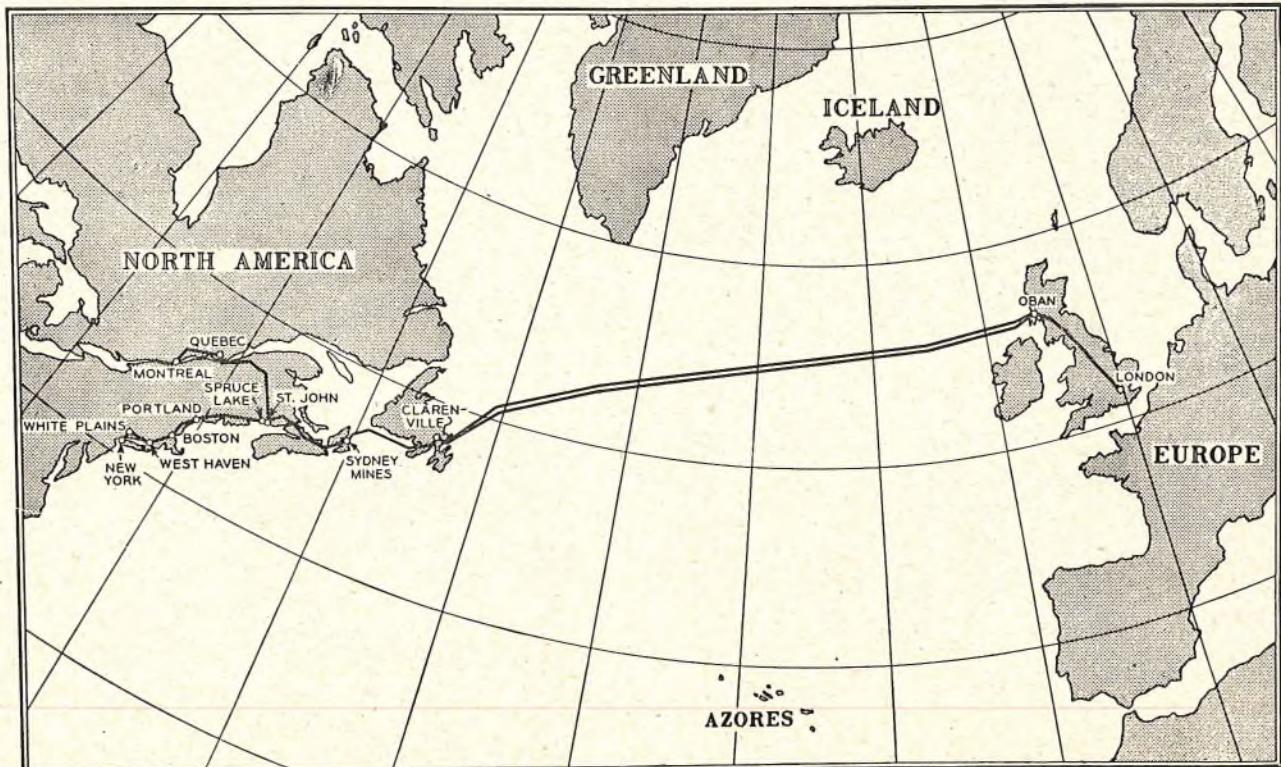 GREENLAND
ICELAND
NORTH AMERICA
OBAN
QUEBEC
MONTREAL
LONDON
SPRUCE
LAKE
ST. JOHN
PORTLAND
CLAREN-
VILLE
WHITE PLAINS
BOSTON
EUROPE
WEST HAVEN
SYDNEY
MINES
NEW
YORK
AZORES